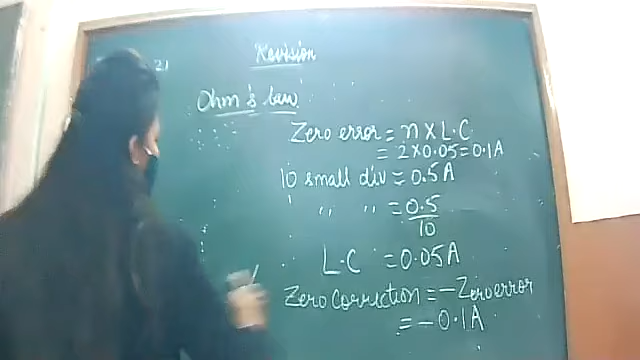 21
Revision
Ohm's law
Zero error = n X L.C
= 2 X 0.05 = 0.1A
10 small div = 0.5A
" " = 0.5/10
L.C = 0.05A
Zero Correction = - Zero error
= - 0.1A